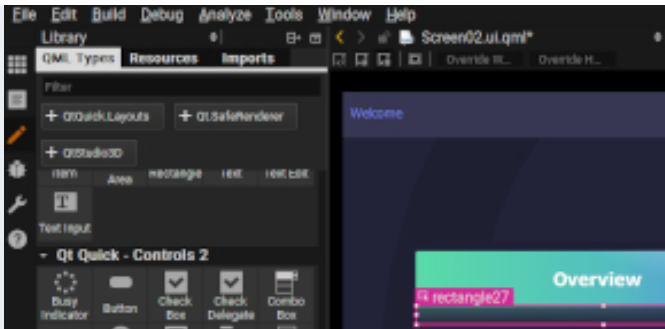 File Edit Build Debug Analyze Tools Window Help
Library
Screen02.ui.qml*
QML Types Resources Imports
Override W... Override H...
Filter
+ QtQuick.Layouts + Qt.SafeRenderer
Welcome
+ QtStudio3D
Item Area Rectangle Text Text Edit
Text Input
Qt Quick - Controls 2
Overview
rectangle27
Busy Indicator Button Check Box Check Delegate Combo Box